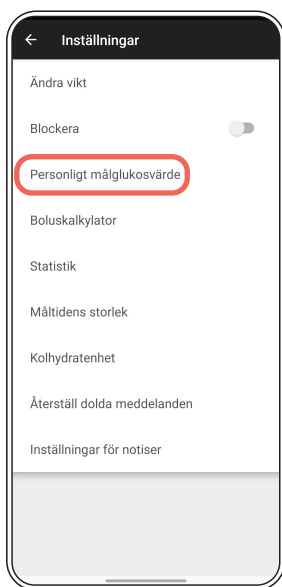 Inställningar
Ändra vikt
Blockera
Personligt målglukosvärde
Boluskalkylator
Statistik
Måltidens storlek
Kolhydratenhet
Återställ dolda meddelanden
Inställningar för notiser